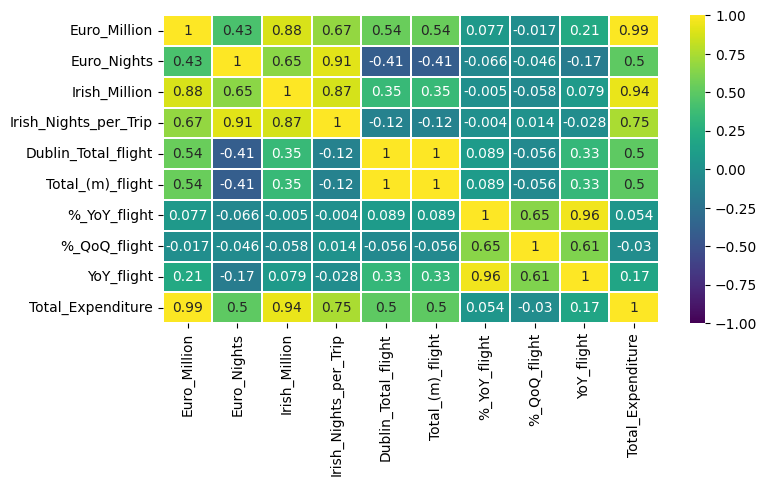 Euro_Million 1 0.43 0.88 0.67 0.54 0.54 0.077 -0.017 0.21 0.99
Euro_Nights 0.43 1 0.65 0.91 -0.41 -0.41 -0.066 -0.046 -0.17 0.5
Irish_Million 0.88 0.65 1 0.87 0.35 0.35 -0.005 -0.058 0.079 0.94
Irish_Nights_per_Trip 0.67 0.91 0.87 1 -0.12 -0.12 -0.004 0.014 -0.028 0.75
Dublin_Total_flight 0.54 -0.41 0.35 -0.12 1 1 0.089 -0.056 0.33 0.5
Total_(m)_flight 0.54 -0.41 0.35 -0.12 1 1 0.089 -0.056 0.33 0.5
%_YoY_flight 0.077 -0.066 -0.005 -0.004 0.089 0.089 1 0.65 0.96 0.054
%_QoQ_flight -0.017 -0.046 -0.058 0.014 -0.056 -0.056 0.65 1 0.61 -0.03
YoY_flight 0.21 -0.17 0.079 -0.028 0.33 0.33 0.96 0.61 1 0.17
Total_Expenditure 0.99 0.5 0.94 0.75 0.5 0.5 0.054 -0.03 0.17 1
Euro_Million
Euro_Nights
Irish_Million
Irish_Nights_per_Trip
Dublin_Total_flight
Total_(m)_flight
%_YoY_flight
%_QoQ_flight
YoY_flight
Total_Expenditure
1.00
0.75
0.50
0.25
0.00
−0.25
−0.50
−0.75
−1.00